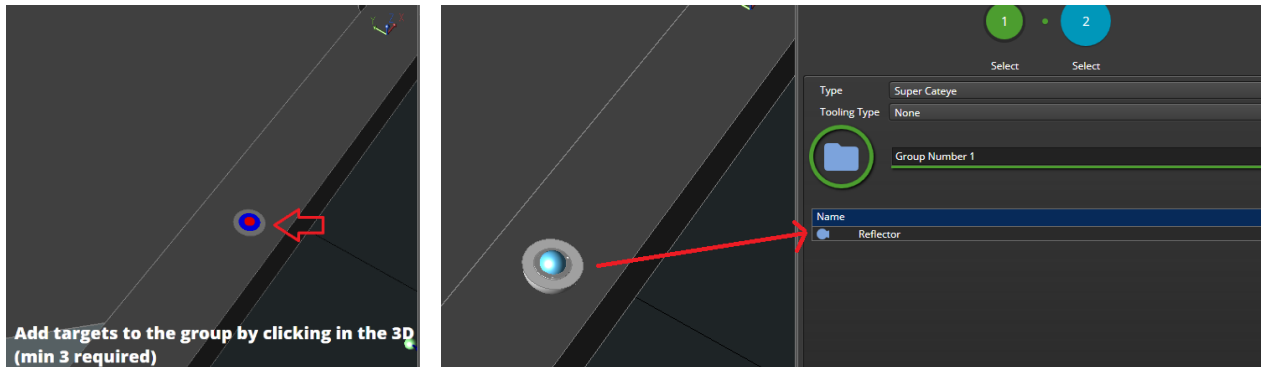 Add targets to the group by clicking in the 3D
(min 3 required)
1
2
Select
Select
Type
Super Cateye
Tooling Type
None
Group Number 1
Name
Reflector